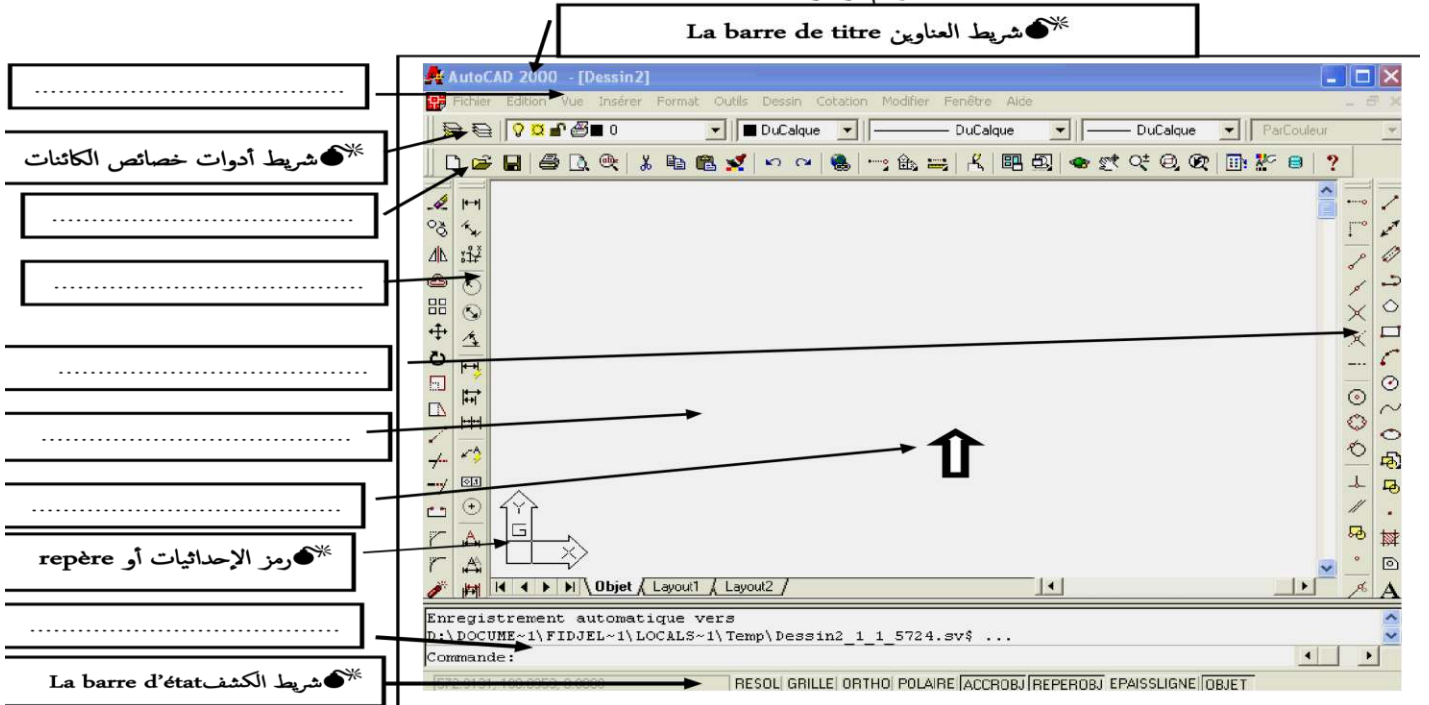 شريط العناوين La barre de titre
AutoCAD 2000 - [Dessin2]
....................................
Fichier Edition Vue Insérer Format Outils Dessin Cotation Modifier Fenêtre Aide
0 DuCalque DuCalque DuCalque ParCouleur
شريط أدوات خصائص الكائنات
....................................
....................................
....................................
....................................
....................................
رمز الإحداثيات أو repère
Y
G
X
Objet Layout1 Layout2
A
....................................
Enregistrement automatique vers
D:\DOCUME~1\FIDJEL~1\LOCALS~1\Temp\Dessin2_1_1_5724.sv$ ...
Commande:
شريط الكشف La barre d'état
RESOL GRILLE ORTHO POLAIRE ACCROBJ REPEROBJ EPAISSLIGNE OBJET